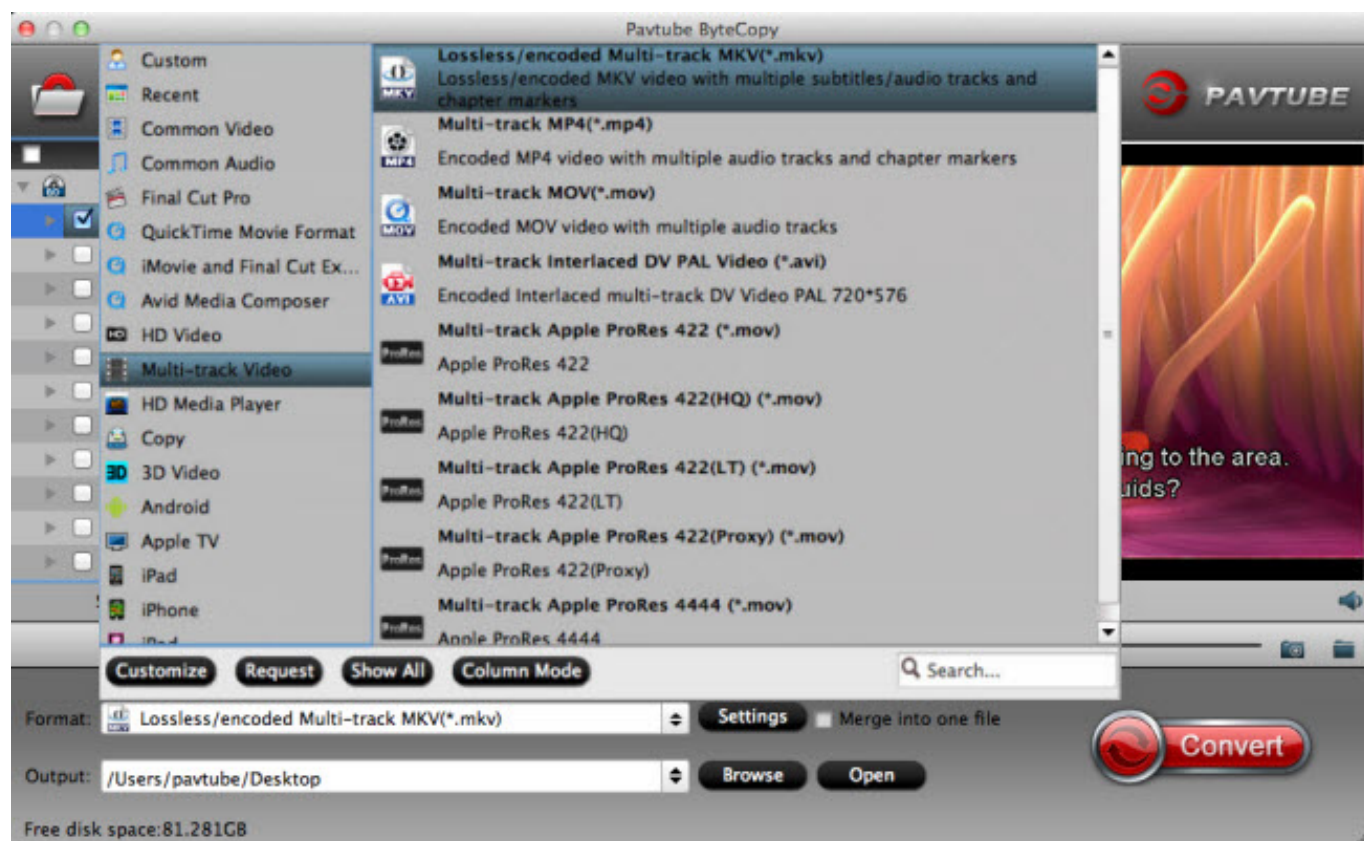 Pavtube ByteCopy
PAVTUBE
Custom
Recent
Common Video
Common Audio
Final Cut Pro
QuickTime Movie Format
iMovie and Final Cut Ex...
Avid Media Composer
HD Video
Multi-track Video
HD Media Player
Copy
3D Video
Android
Apple TV
iPad
iPhone
Lossless/encoded Multi-track MKV(*.mkv)
Lossless/encoded MKV video with multiple subtitles/audio tracks and
chapter markers
Multi-track MP4(*.mp4)
Encoded MP4 video with multiple audio tracks and chapter markers
Multi-track MOV(*.mov)
Encoded MOV video with multiple audio tracks
Multi-track Interlaced DV PAL Video (*.avi)
Encoded Interlaced multi-track DV Video PAL 720*576
Multi-track Apple ProRes 422 (*.mov)
Apple ProRes 422
Multi-track Apple ProRes 422(HQ) (*.mov)
Apple ProRes 422(HQ)
Multi-track Apple ProRes 422(LT) (*.mov)
Apple ProRes 422(LT)
Multi-track Apple ProRes 422(Proxy) (*.mov)
Apple ProRes 422(Proxy)
Multi-track Apple ProRes 4444 (*.mov)
Apple ProRes 4444
to the area.
Customize Request Show All Column Mode Search...
Format: Lossless/encoded Multi-track MKV(*.mkv) Settings Merge into one file
Convert
Output: /Users/pavtube/Desktop Browse Open
Free disk space:81.281GB